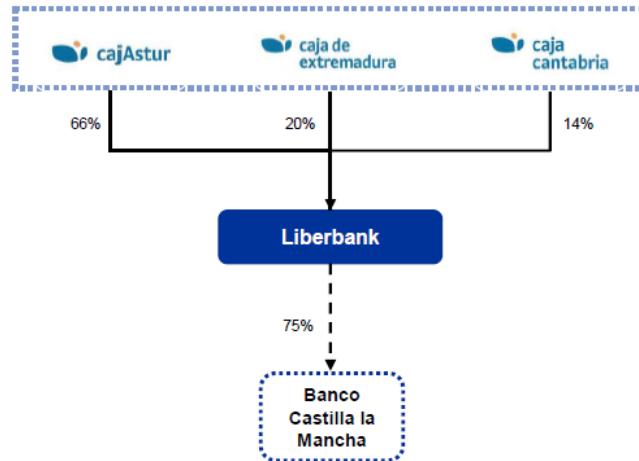 cajAstur
caja de
extremadura
caja
cantabria
66%
20%
14%
Liberbank
75%
Banco
Castilla la
Mancha